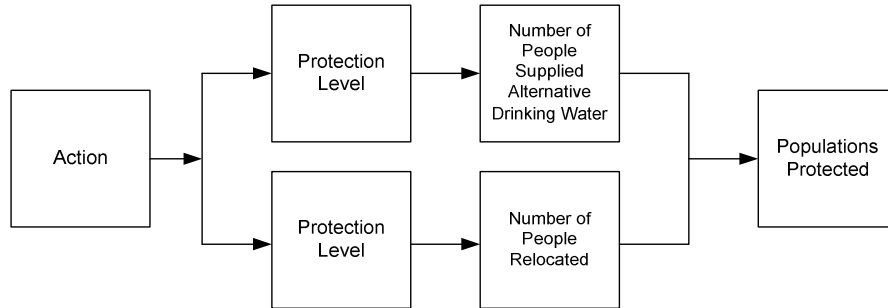 Action
Protection
Level
Number of
People
Supplied
Alternative
Drinking Water
Protection
Level
Number of
People
Relocated
Populations
Protected